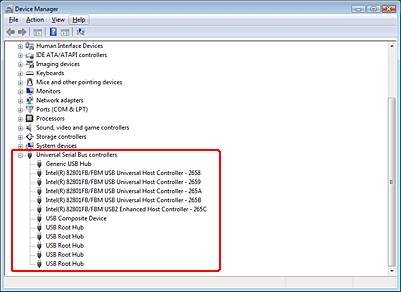 Device Manager
File Action View Help
Human Interface Devices
IDE ATA/ATAPI controllers
Imaging devices
Keyboards
Mice and other pointing devices
Monitors
Network adapters
Ports (COM & LPT)
Processors
Sound, video and game controllers
Storage controllers
System devices
Universal Serial Bus controllers
Generic USB Hub
Intel(R) 82801FB/FBM USB Universal Host Controller - 2658
Intel(R) 82801FB/FBM USB Universal Host Controller - 2659
Intel(R) 82801FB/FBM USB Universal Host Controller - 265A
Intel(R) 82801FB/FBM USB Universal Host Controller - 265B
Intel(R) 82801FB/FBM USB2 Enhanced Host Controller - 265C
USB Composite Device
USB Root Hub
USB Root Hub
USB Root Hub
USB Root Hub
USB Root Hub